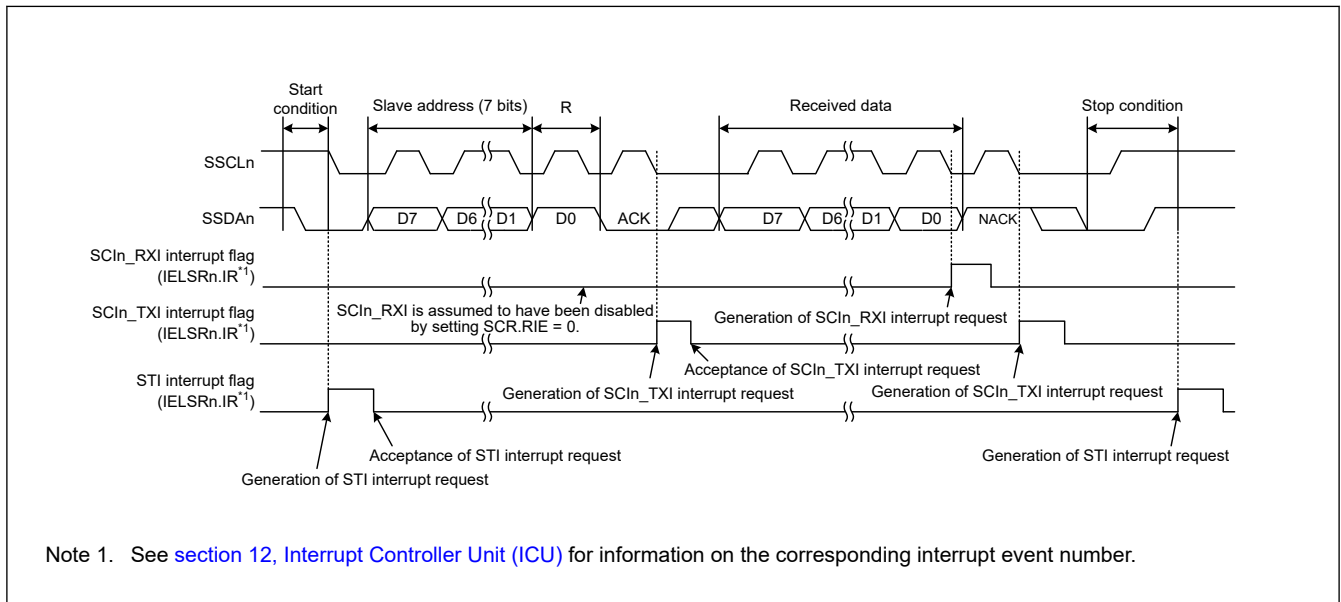 Start
condition
Slave address (7 bits)
R
Received data
Stop condition
SSCLn
SSDAn
D7
D6
D1
D0
ACK
D7
D6
D1
D0
NACK
SCIn_RXI interrupt flag
(IELSRn.IR*1)
SCIn_RXI is assumed to have been disabled
by setting SCR.RIE = 0.
Generation of SCIn_RXI interrupt request
SCIn_TXI interrupt flag
(IELSRn.IR*1)
Acceptance of SCIn_TXI interrupt request
Generation of SCIn_TXI interrupt request
Generation of SCIn_TXI interrupt request
STI interrupt flag
(IELSRn.IR*1)
Acceptance of STI interrupt request
Generation of STI interrupt request
Generation of STI interrupt request
Note 1. See section 12, Interrupt Controller Unit (ICU) for information on the corresponding interrupt event number.